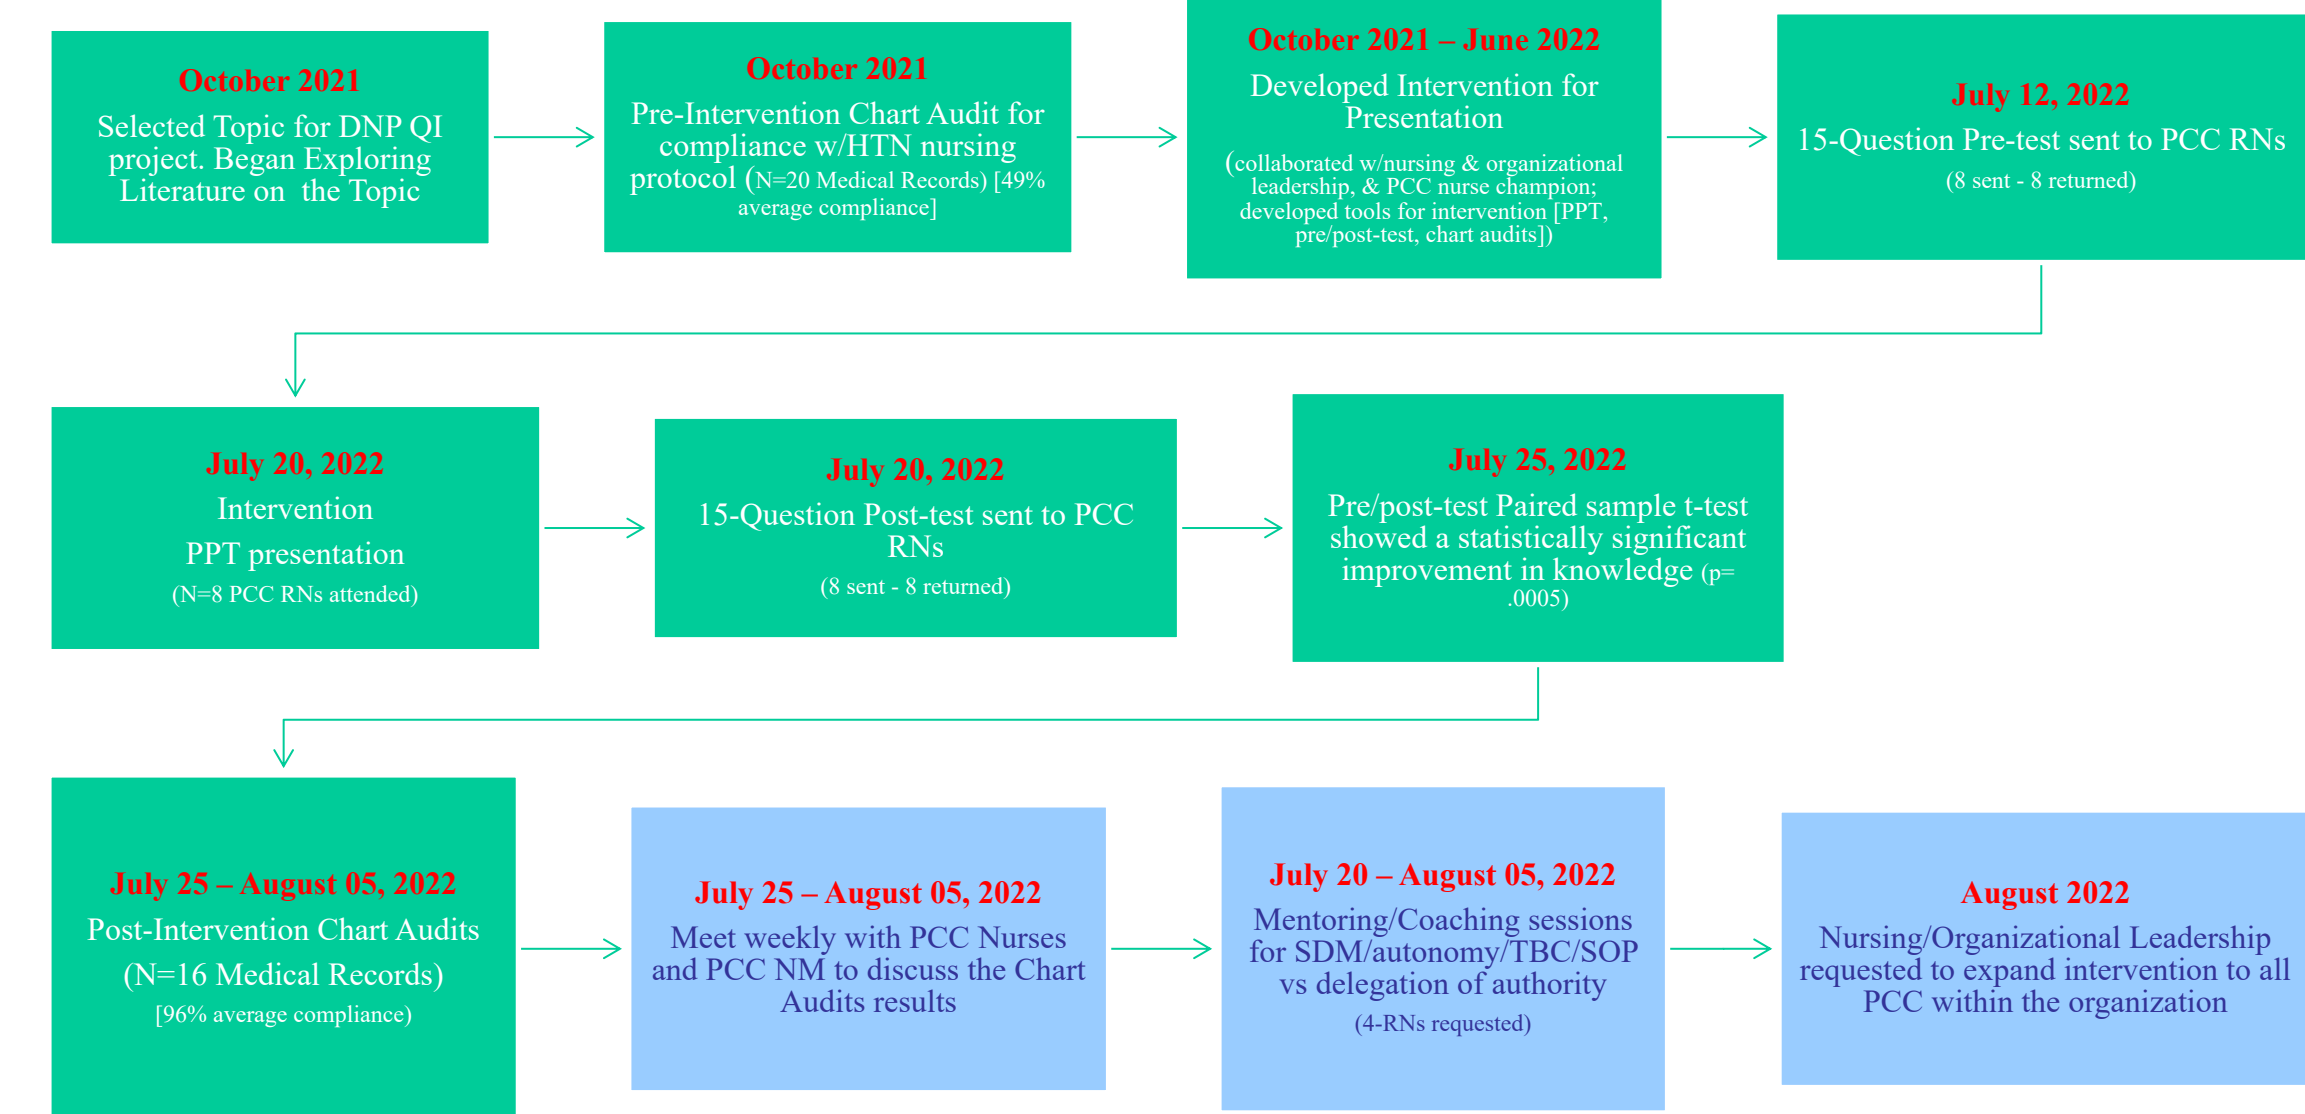 October 2021
Selected Topic for DNP QI
project. Began Exploring
Literature on  the Topic
October 2021
Pre-Intervention Chart Audit for
compliance w/HTN nursing
protocol (N=20 Medical Records) [49%
average compliance]
October 2021 – June 2022
Developed Intervention for
Presentation
(collaborated w/nursing & organizational
leadership, & PCC nurse champion;
developed tools for intervention [PPT,
pre/post-test, chart audits])
July 12, 2022
15-Question Pre-test sent to PCC RNs
(8 sent - 8 returned)
July 20, 2022
Intervention
PPT presentation
(N=8 PCC RNs attended)
July 20, 2022
15-Question Post-test sent to PCC
RNs
(8 sent - 8 returned)
July 25, 2022
Pre/post-test Paired sample t-test
showed a statistically significant
improvement in knowledge (p=
.0005)
July 25 – August 05, 2022
Post-Intervention Chart Audits
(N=16 Medical Records)
[96% average compliance)
July 25 – August 05, 2022
Meet weekly with PCC Nurses
and PCC NM to discuss the Chart
Audits results
July 20 – August 05, 2022
Mentoring/Coaching sessions
for SDM/autonomy/TBC/SOP
vs delegation of authority
(4-RNs requested)
August 2022
Nursing/Organizational Leadership
requested to expand intervention to all
PCC within the organization